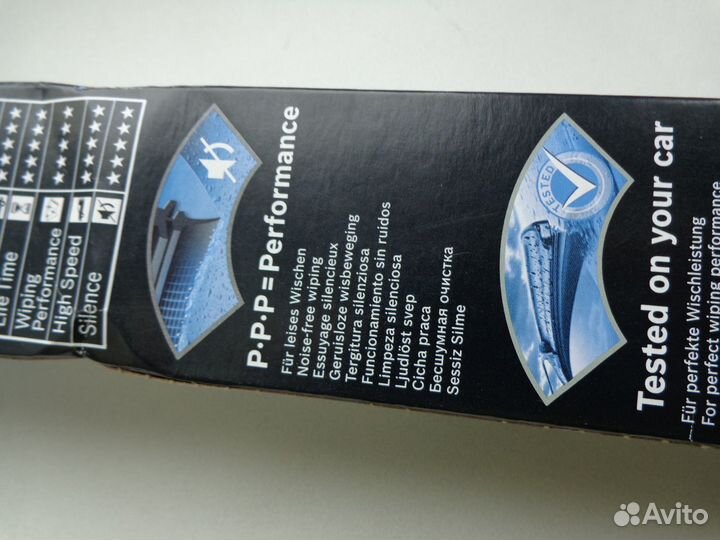 Life Time
Wiping
Performance
High Speed
Silence
P·P·P = Performance
Für leises Wischen
Noise-free wiping
Essuyage silencieux
Geruisloze wisbeweging
Tergitura silenziosa
Funcionamiento sin ruidos
Limpeza silenciosa
Ljudlöst svep
Cicha praca
Бесшумная очистка
Sessiz Silme
TESTED
Tested on your car
Für perfekte Wischleistung
For perfect wiping performance
Avito